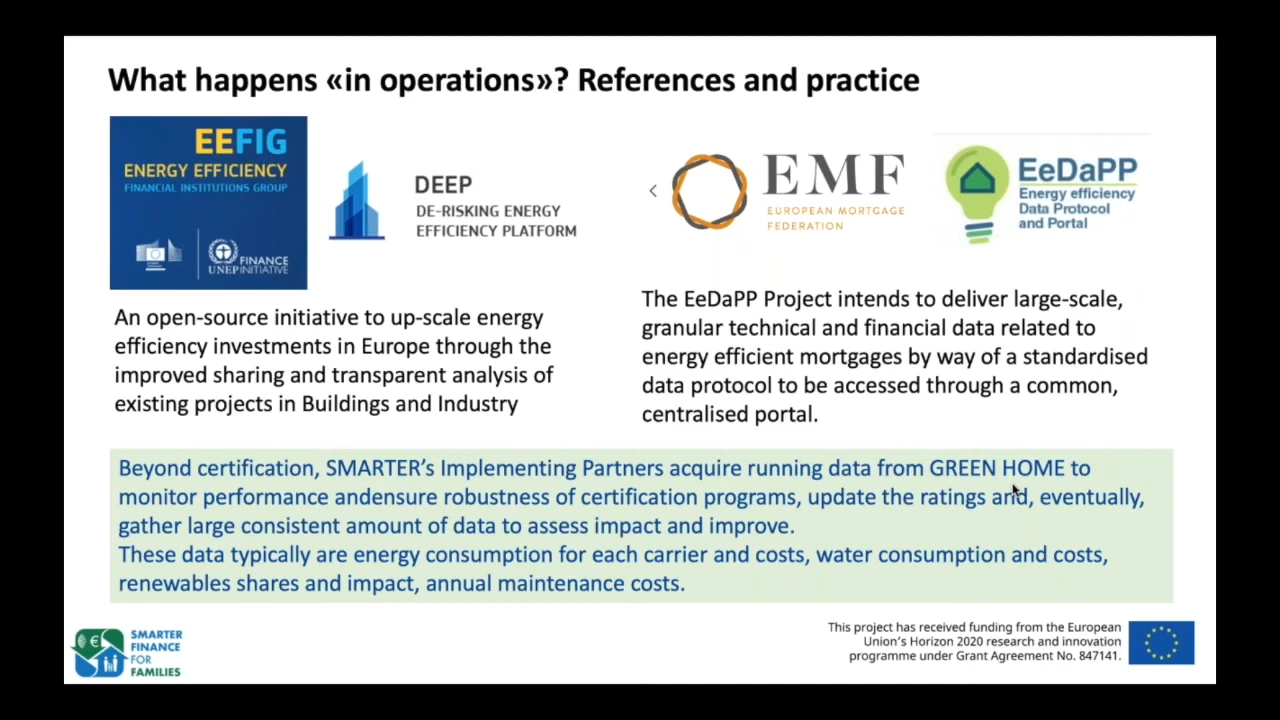 What happens «in operations»? References and practice
EEFIG
ENERGY EFFICIENCY
FINANCIAL INSTITUTIONS GROUP
FINANCE
UNEP INITIATIVE
DEEP
DE-RISKING ENERGY
EFFICIENCY PLATFORM
EMF
EUROPEAN MORTGAGE
FEDERATION
EeDaPP
Energy efficiency
Data Protocol
and Portal
An open-source initiative to up-scale energy
efficiency investments in Europe through the
improved sharing and transparent analysis of
existing projects in Buildings and Industry
The EeDaPP Project intends to deliver large-scale,
granular technical and financial data related to
energy efficient mortgages by way of a standardised
data protocol to be accessed through a common,
centralised portal.
Beyond certification, SMARTER's Implementing Partners acquire running data from GREEN HOME to
monitor performance andensure robustness of certification programs, update the ratings and, eventually,
gather large consistent amount of data to assess impact and improve.
These data typically are energy consumption for each carrier and costs, water consumption and costs,
renewables shares and impact, annual maintenance costs.
SMARTER
FINANCE
FOR
FAMILIES
This project has received funding from the European
Union's Horizon 2020 research and innovation
programme under Grant Agreement No. 847141.